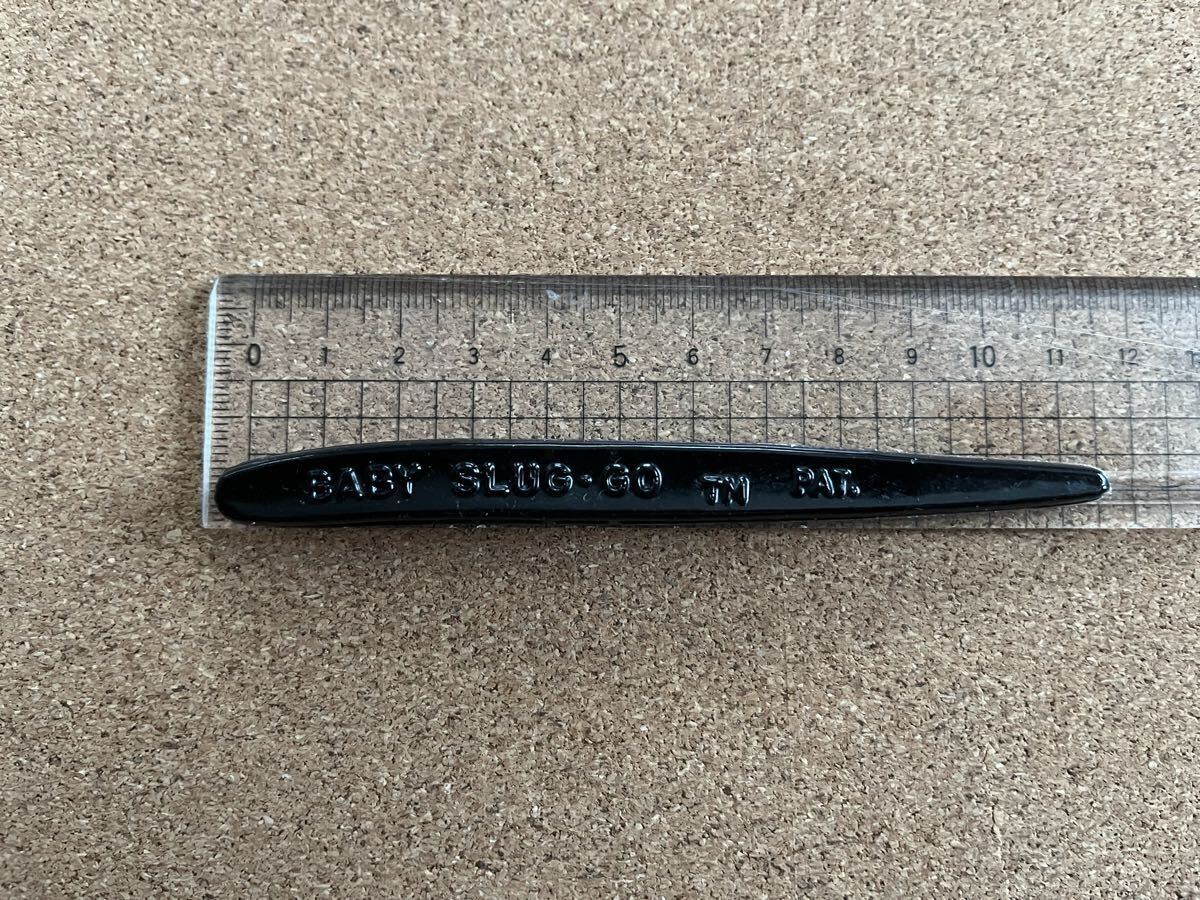 0 1 2 3 4 5 6 7 8 9 10 11 12
BABY SLUG-GO TM PAT.